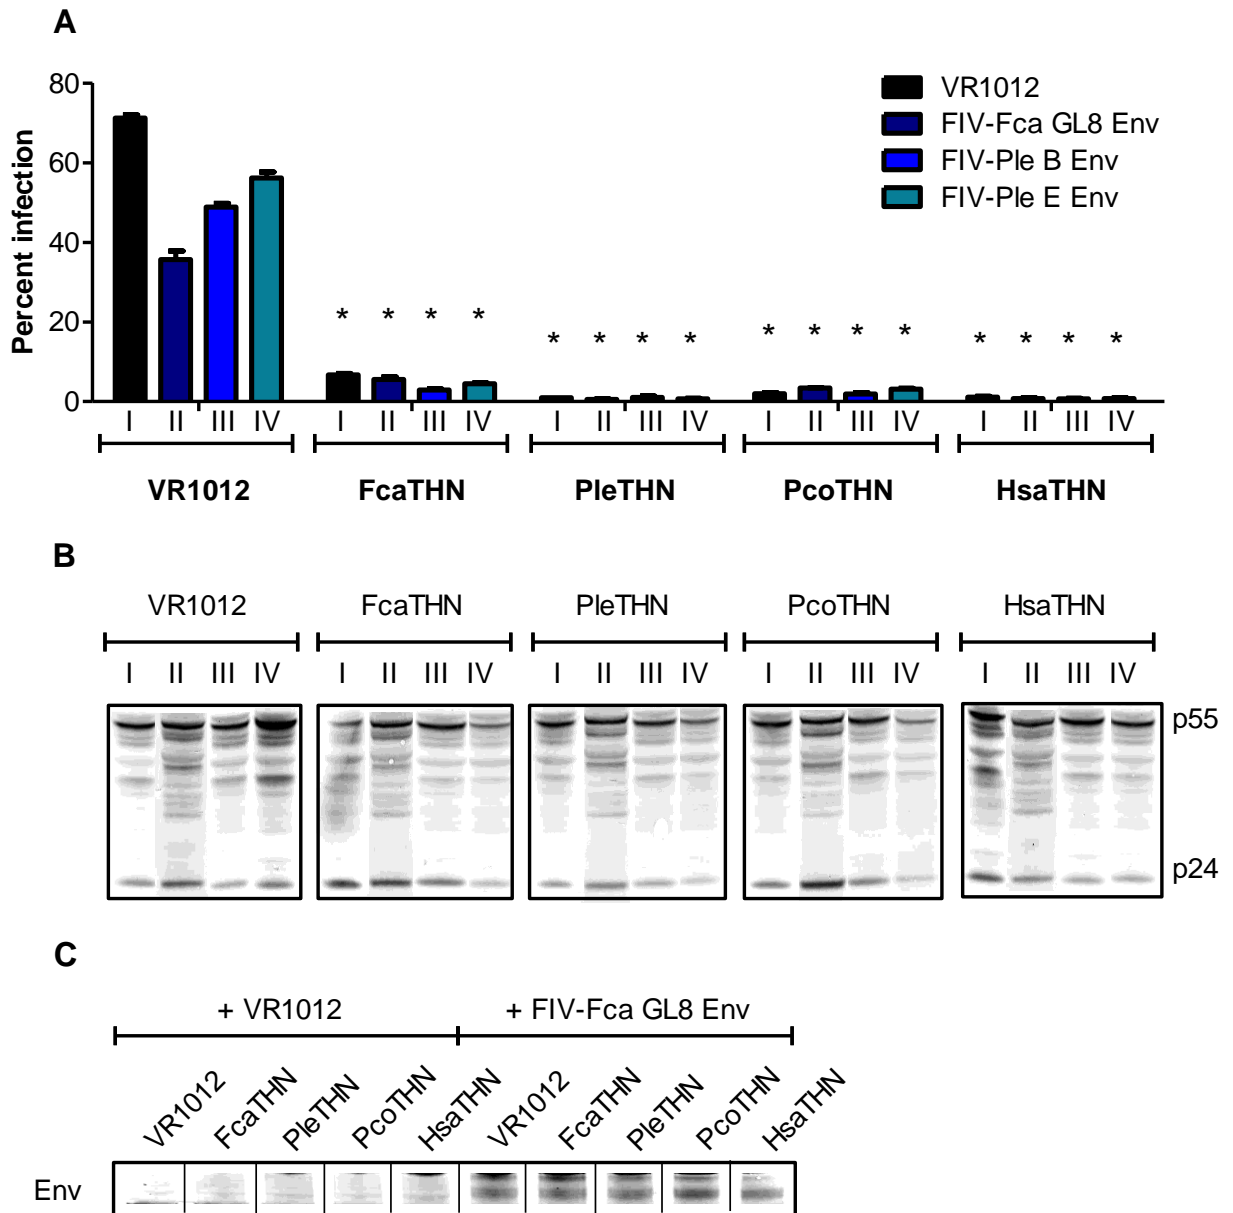 A
80
60
40
20
0
Percent infection
VR1012
FIV-Fca GL8 Env
FIV-Ple B Env
FIV-Ple E Env
* * * * * * * * * * * * * * * *
I II III IV I II III IV I II III IV I II III IV I II III IV
VR1012 FcaTHN PleTHN PcoTHN HsaTHN
B
VR1012 FcaTHN PleTHN PcoTHN HsaTHN
I II III IV I II III IV I II III IV I II III IV I II III IV
p55
p24
C
+ VR1012 + FIV-Fca GL8 Env
VR1012 FcaTHN PleTHN PcoTHN HsaTHN VR1012 FcaTHN PleTHN PcoTHN HsaTHN
Env